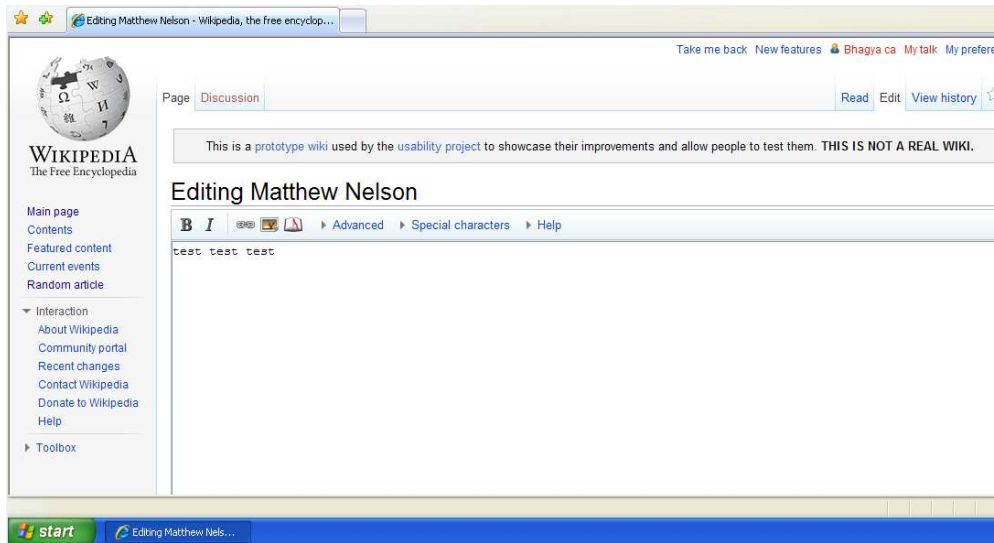 Editing Matthew Nelson - Wikipedia, the free encyclop...
Take me back New features Bhagya ca My talk My prefere
Page Discussion Read Edit View history
This is a prototype wiki used by the usability project to showcase their improvements and allow people to test them. THIS IS NOT A REAL WIKI.
WIKIPEDIA
The Free Encyclopedia
Editing Matthew Nelson
B I Advanced Special characters Help
test test test
Main page
Contents
Featured content
Current events
Random article
Interaction
About Wikipedia
Community portal
Recent changes
Contact Wikipedia
Donate to Wikipedia
Help
Toolbox
start Editing Matthew Nels...